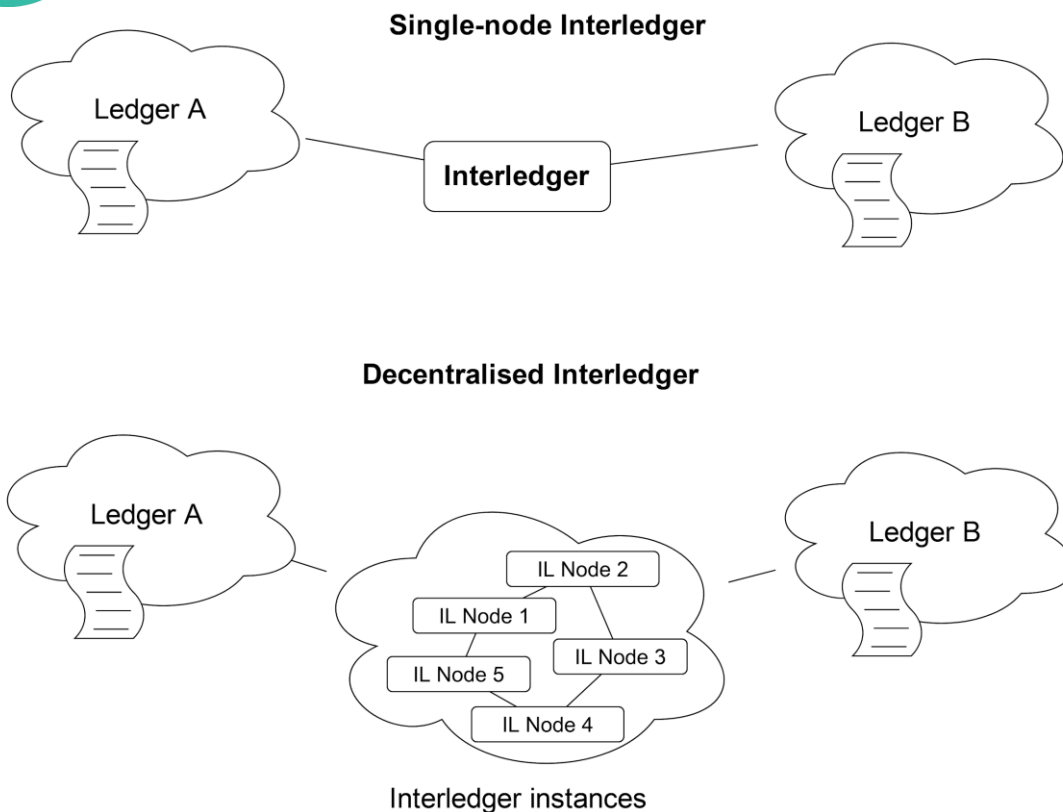 Single-node Interledger
Ledger A
Ledger B
Interledger
Decentralised Interledger
Ledger A
Ledger B
IL Node 2
IL Node 1
IL Node 3
IL Node 5
IL Node 4
Interledger instances